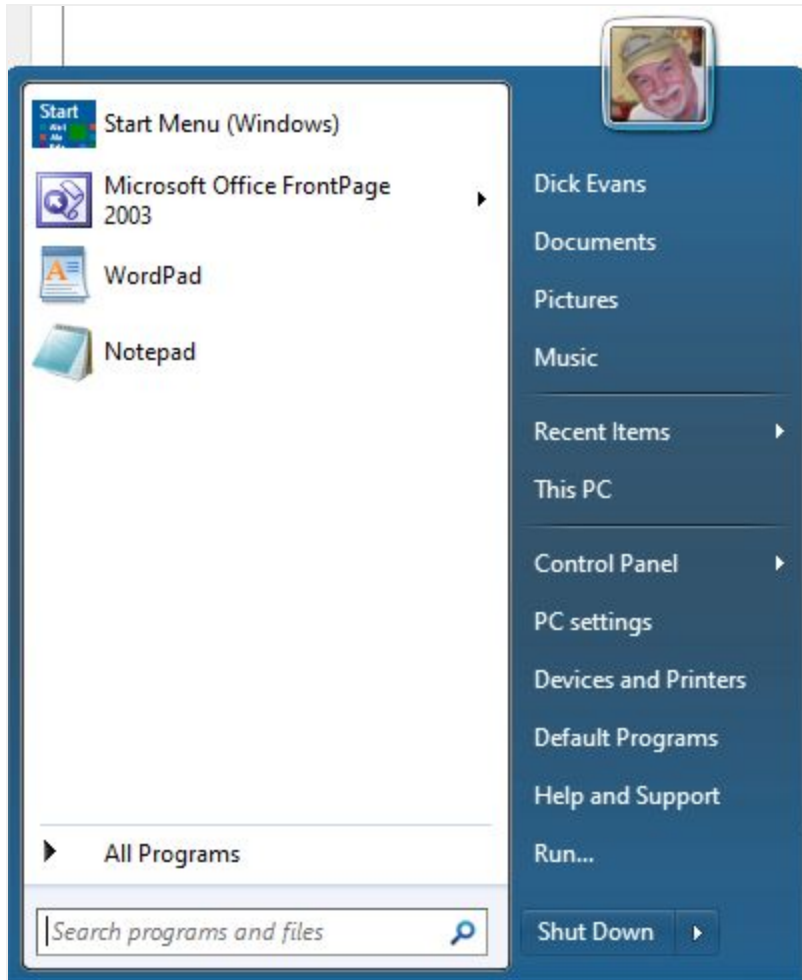 Start
Start Menu (Windows)
Microsoft Office FrontPage
2003
WordPad
Notepad
All Programs
Search programs and files
Dick Evans
Documents
Pictures
Music
Recent Items
This PC
Control Panel
PC settings
Devices and Printers
Default Programs
Help and Support
Run...
Shut Down